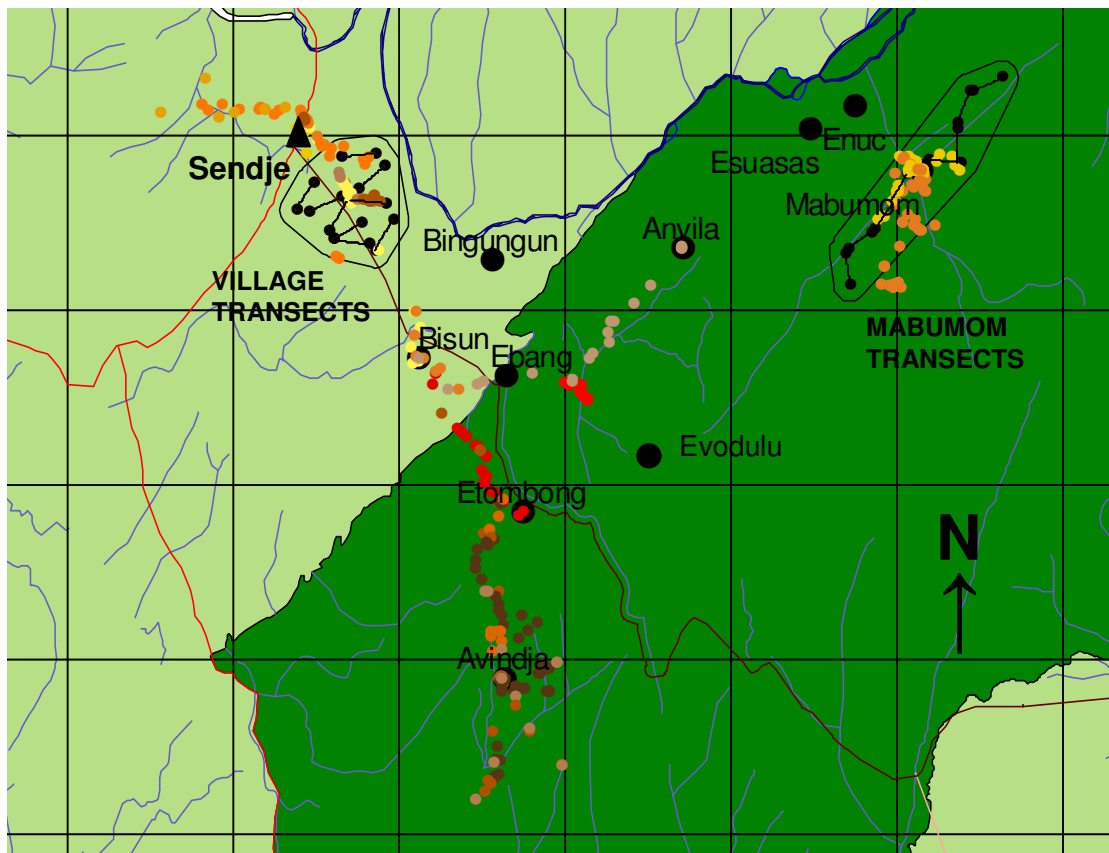 Enuc
Esuasas
Sendje
Mabumom
Anvila
Bingungun
VILLAGE
TRANSECTS
Bisun
MABUMOM
TRANSECTS
Ebang
Evodulu
Etombong
N
Avindja